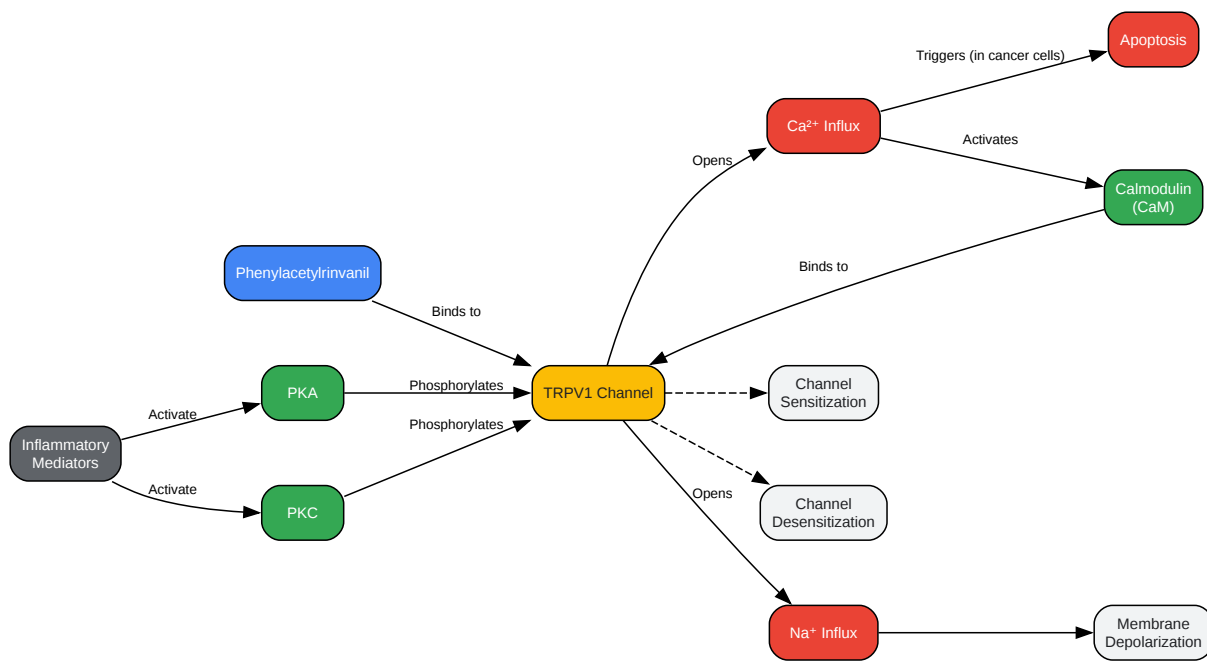 Apoptosis
Triggers (in cancer cells)
Ca²⁺ Influx
Activates
Opens
Calmodulin
(CaM)
Phenylacetylrinvanil
Binds to
Binds to
PKA
Phosphorylates
TRPV1 Channel
Channel
Sensitization
Activate
Phosphorylates
Inflammatory
Mediators
Activate
PKC
Opens
Channel
Desensitization
Na⁺ Influx
Membrane
Depolarization